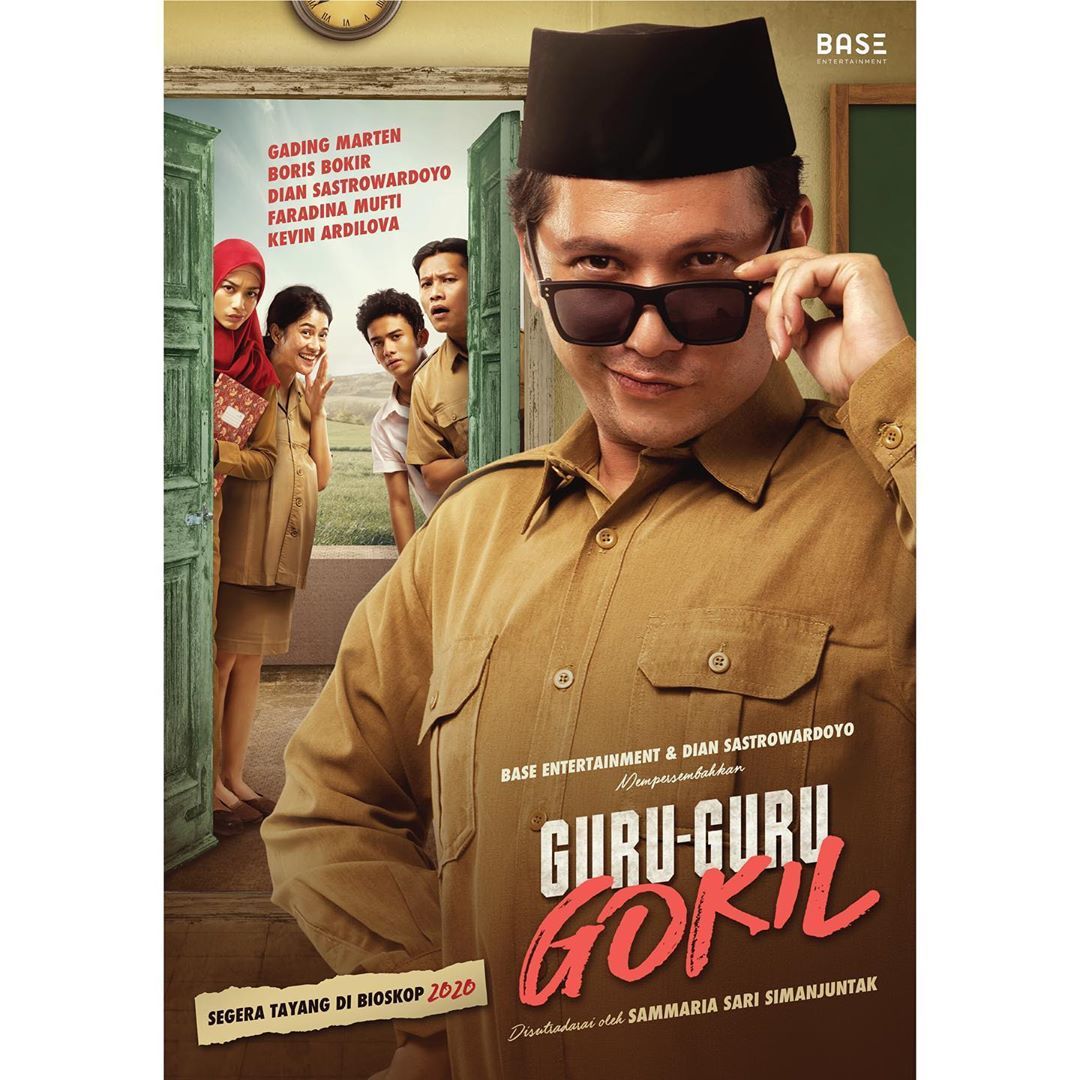 BASE
ENTERTAINMENT
GADING MARTEN
BORIS BOKIR
DIAN SASTROWARDOYO
FARADINA MUFTI
KEVIN ARDILOVA
BASE ENTERTAINMENT & DIAN SASTROWARDOYO
Mempersembahkan
GURU-GURU
GOKIL
SEGERA TAYANG DI BIOSKOP 2020
Disutradarai oleh SAMMARIA SARI SIMANJUNTAK